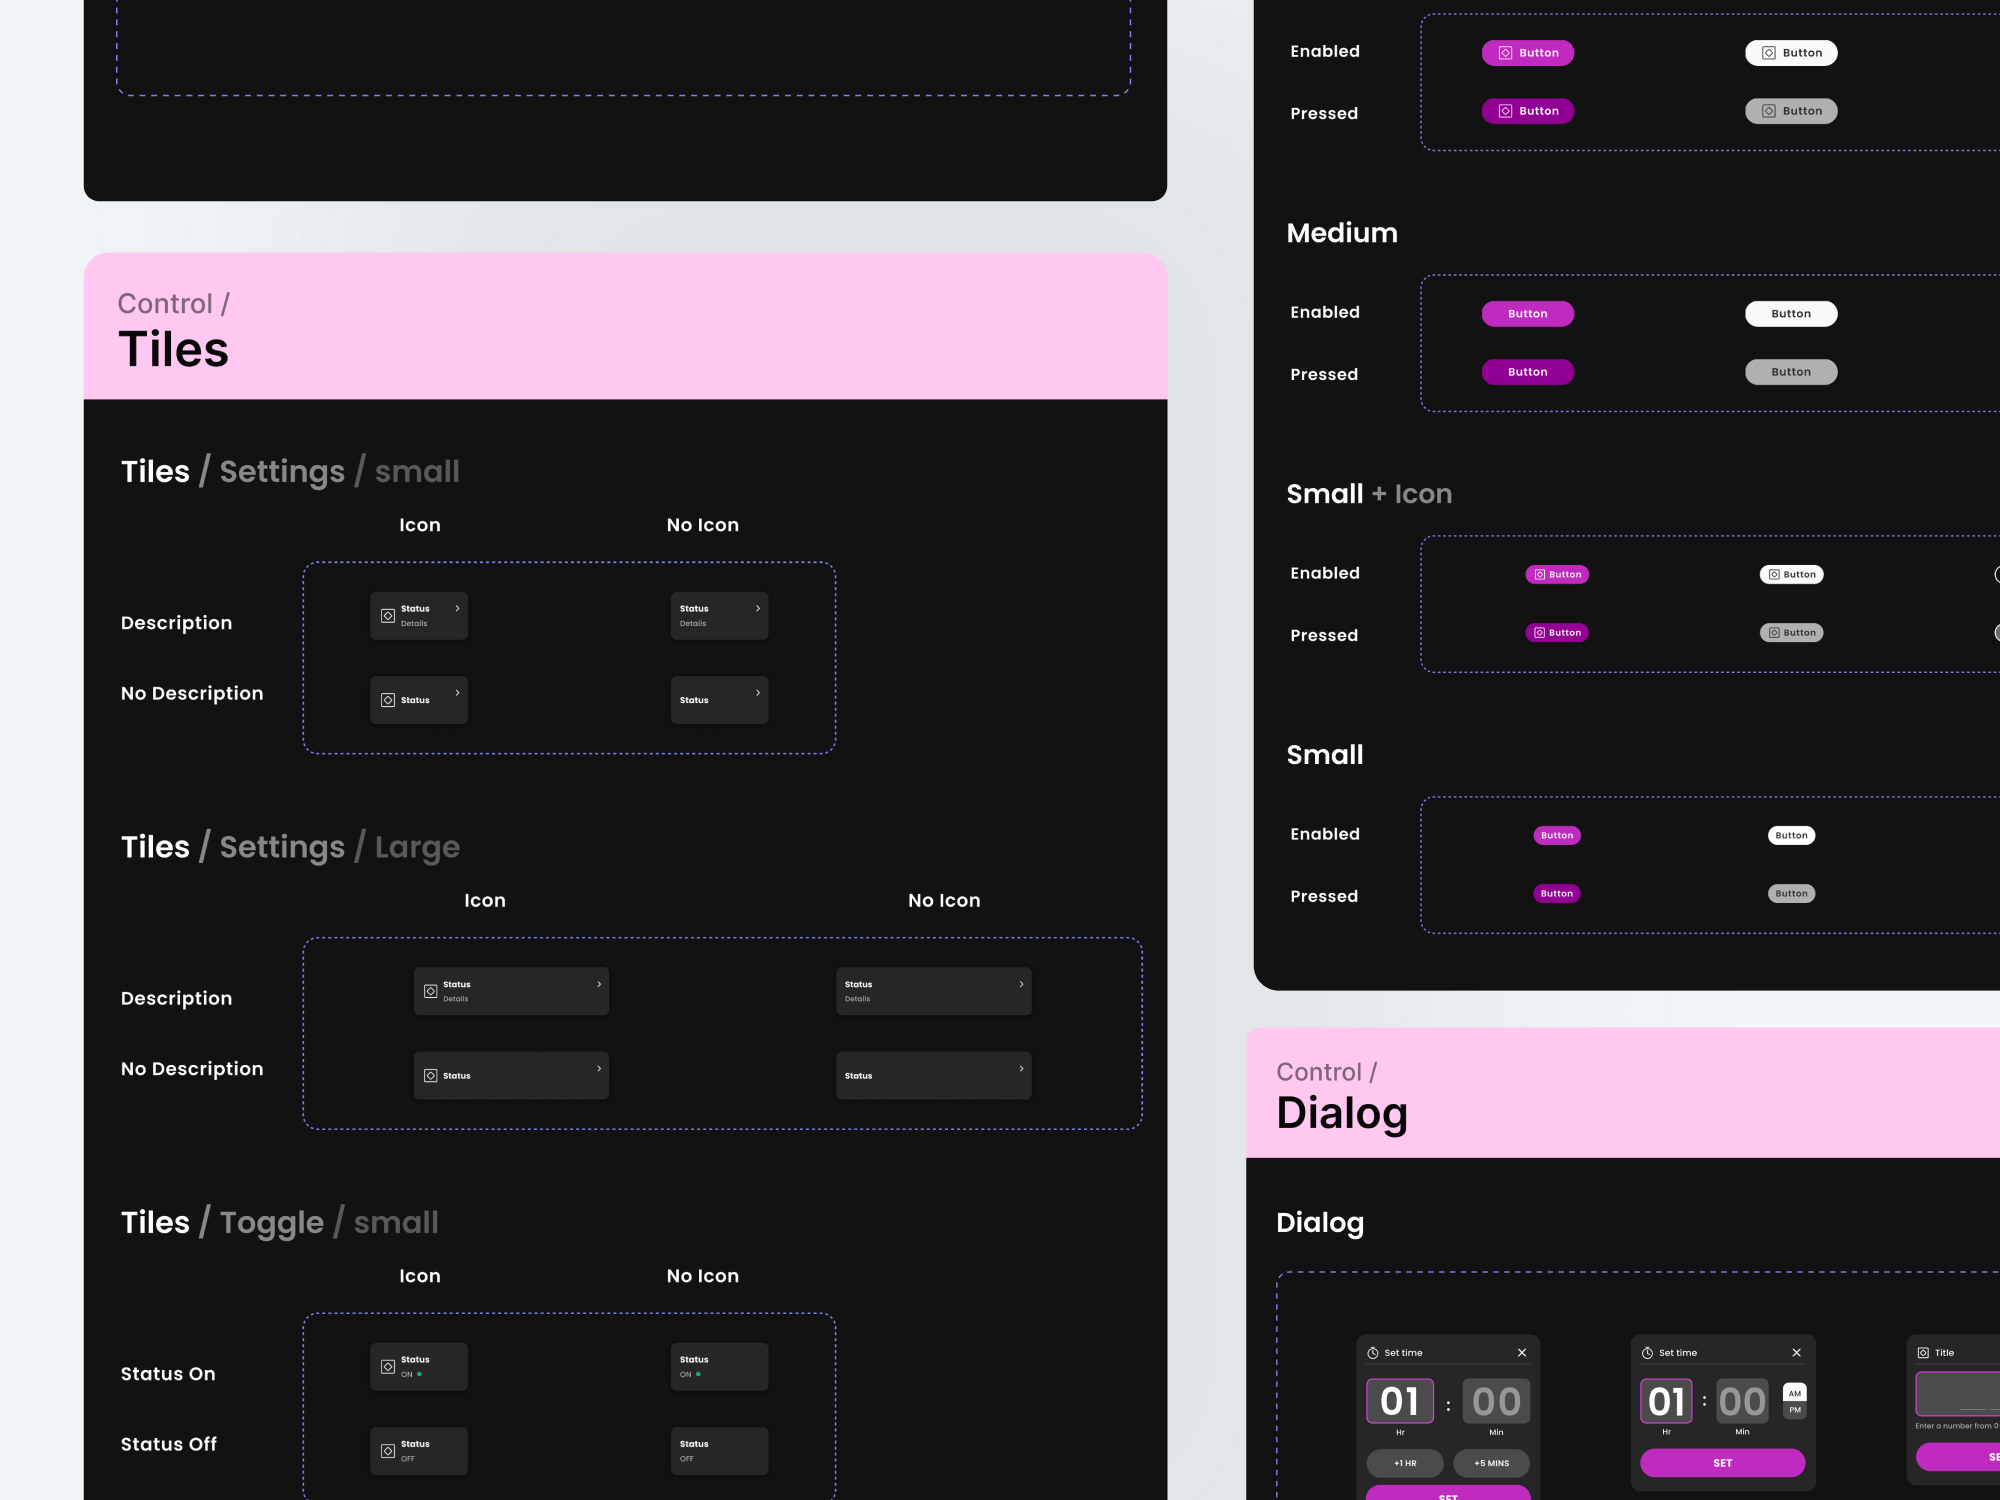 Control /
Tiles
Tiles / Settings / small
Icon No Icon
Description
Status
Details
Status
Details
No Description
Status
Status
Tiles / Settings / Large
Icon No Icon
Description
Status
Details
Status
Details
No Description
Status
Status
Tiles / Toggle / small
Icon No Icon
Status On
Status
ON
Status
ON
Status Off
Status
OFF
Status
OFF
Enabled
Button
Button
Pressed
Button
Button
Medium
Enabled
Button
Button
Pressed
Button
Button
Small + Icon
Enabled
Button
Button
Pressed
Button
Button
Small
Enabled
Button
Button
Pressed
Button
Button
Control /
Dialog
Dialog
Set time
01 : 00
Hr Min
+1 HR +5 MINS
SET
Set time
01 : 00
AM
PM
Hr Min
SET
Title
Enter a number from 0